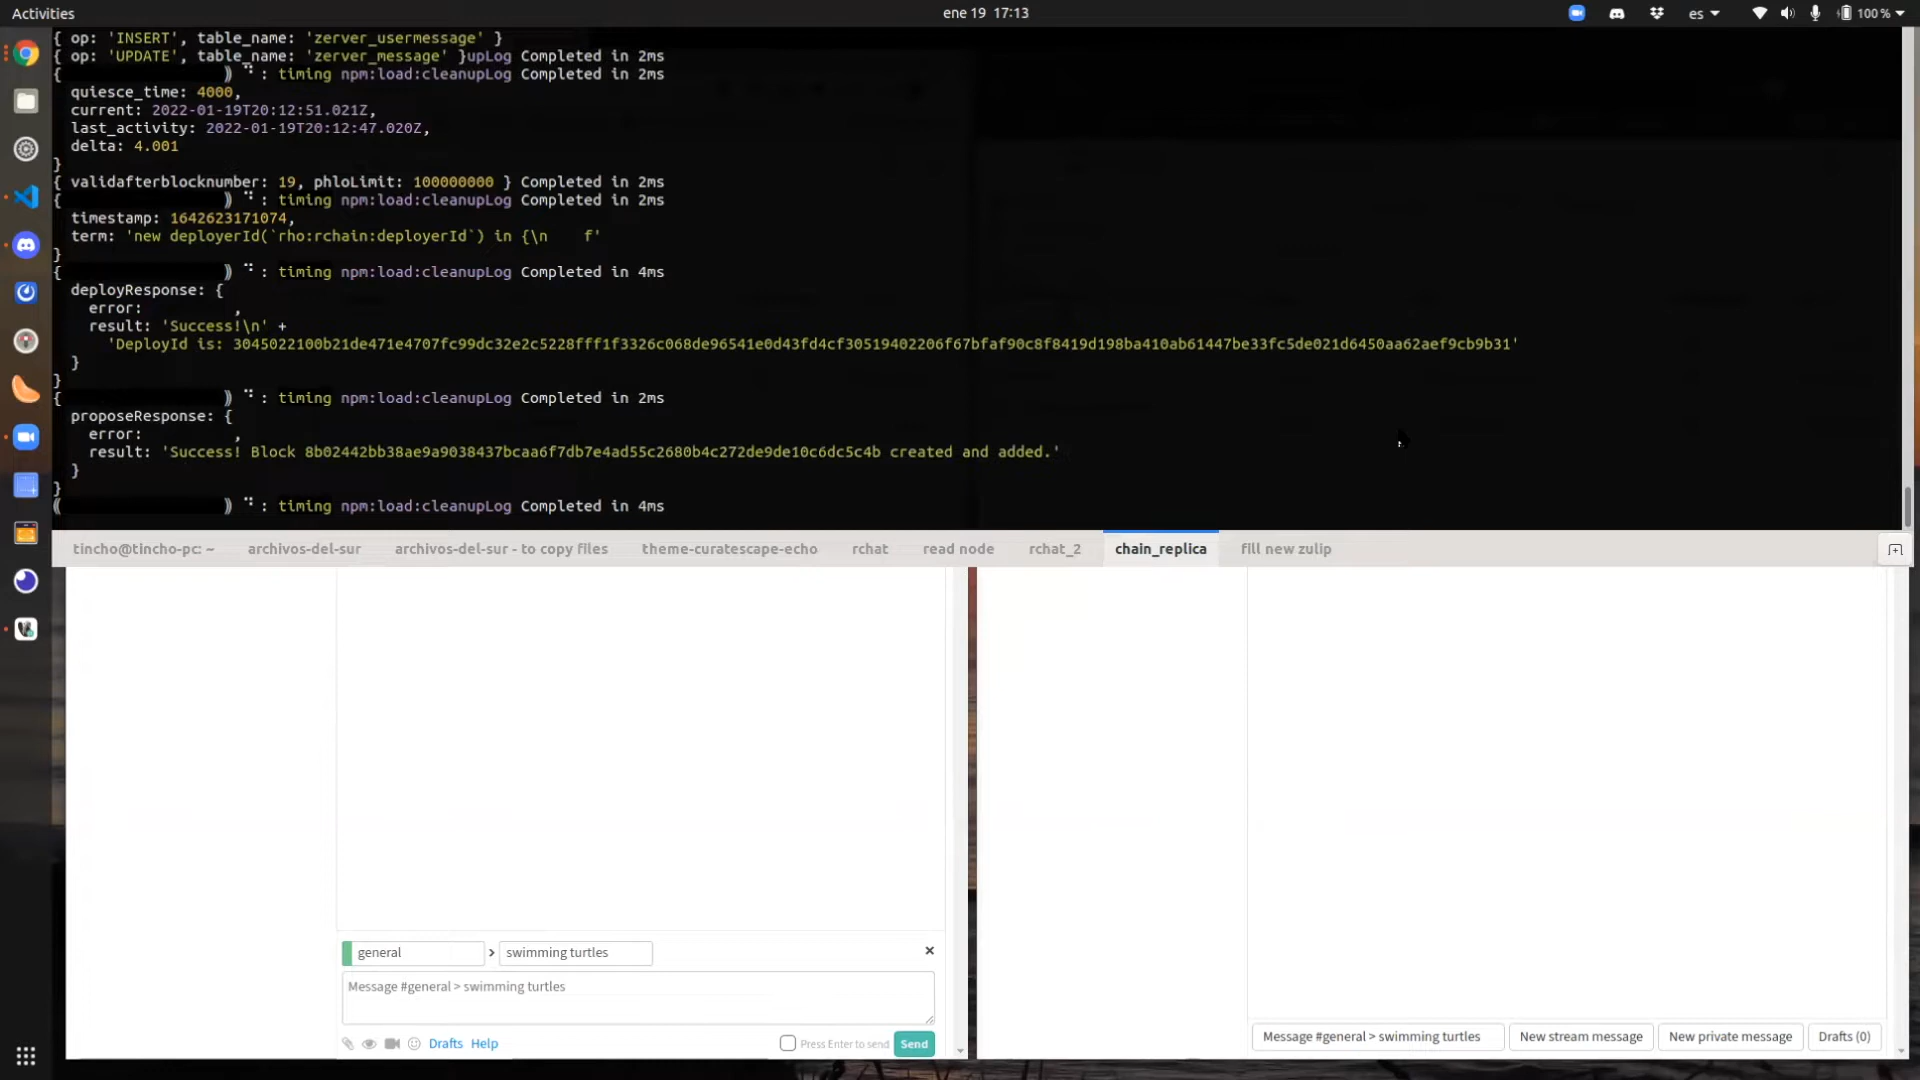 Activities
ene 19 17:13
es
100 %
{ op: 'INSERT', table_name: 'zerver_usermessage' }
{ op: 'UPDATE', table_name: 'zerver_message' }upLog Completed in 2ms
{ ⸩ ⠙ : timing npm:load:cleanupLog Completed in 2ms
quiesce_time: 4000,
current: 2022-01-19T20:12:51.021Z,
last_activity: 2022-01-19T20:12:47.020Z,
delta: 4.001
}
{ validafterblocknumber: 19, phloLimit: 100000000 } Completed in 2ms
{ ⸩ ⠙ : timing npm:load:cleanupLog Completed in 2ms
timestamp: 1642623171074,
term: 'new deployerId(`rho:rchain:deployerId`) in {\n    f'
}
{ ⸩ ⠙ : timing npm:load:cleanupLog Completed in 4ms
deployResponse: {
error: ,
result: 'Success!\n' +
'DeployId is: 3045022100b21de471e4707fc99dc32e2c5228fff1f3326c068de96541e0d43fd4cf30519402206f67bfaf90c8f8419d198ba410ab61447be33fc5de021d6450aa62aef9cb9b31'
}
}
{ ⸩ ⠙ : timing npm:load:cleanupLog Completed in 2ms
proposeResponse: {
error: ,
result: 'Success! Block 8b02442bb38ae9a9038437bcaa6f7db7e4ad55c2680b4c272de9de10c6dc5c4b created and added.'
}
}
⸨ ⸩ ⠙ : timing npm:load:cleanupLog Completed in 4ms
tincho@tincho-pc: ~ archivos-del-sur archivos-del-sur - to copy files theme-curatescape-echo rchat read node rchat_2 chain_replica fill new zulip
general > swimming turtles ×
Message #general > swimming turtles
Drafts Help Press Enter to send Send
Message #general > swimming turtles New stream message New private message Drafts (0)